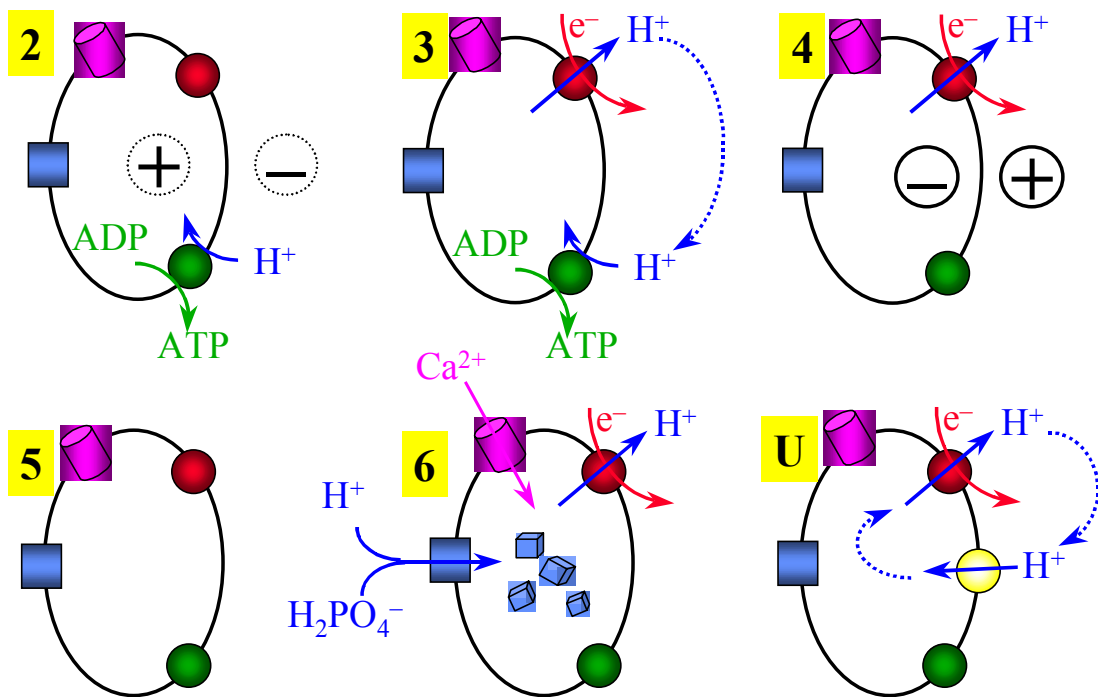 2
3
e⁻
H⁺
4
e⁻
H⁺
+
−
−
+
ADP
H⁺
ATP
ADP
H⁺
ATP
5
6
Ca²⁺
e⁻
H⁺
H⁺
H₂PO₄⁻
U
e⁻
H⁺
H⁺